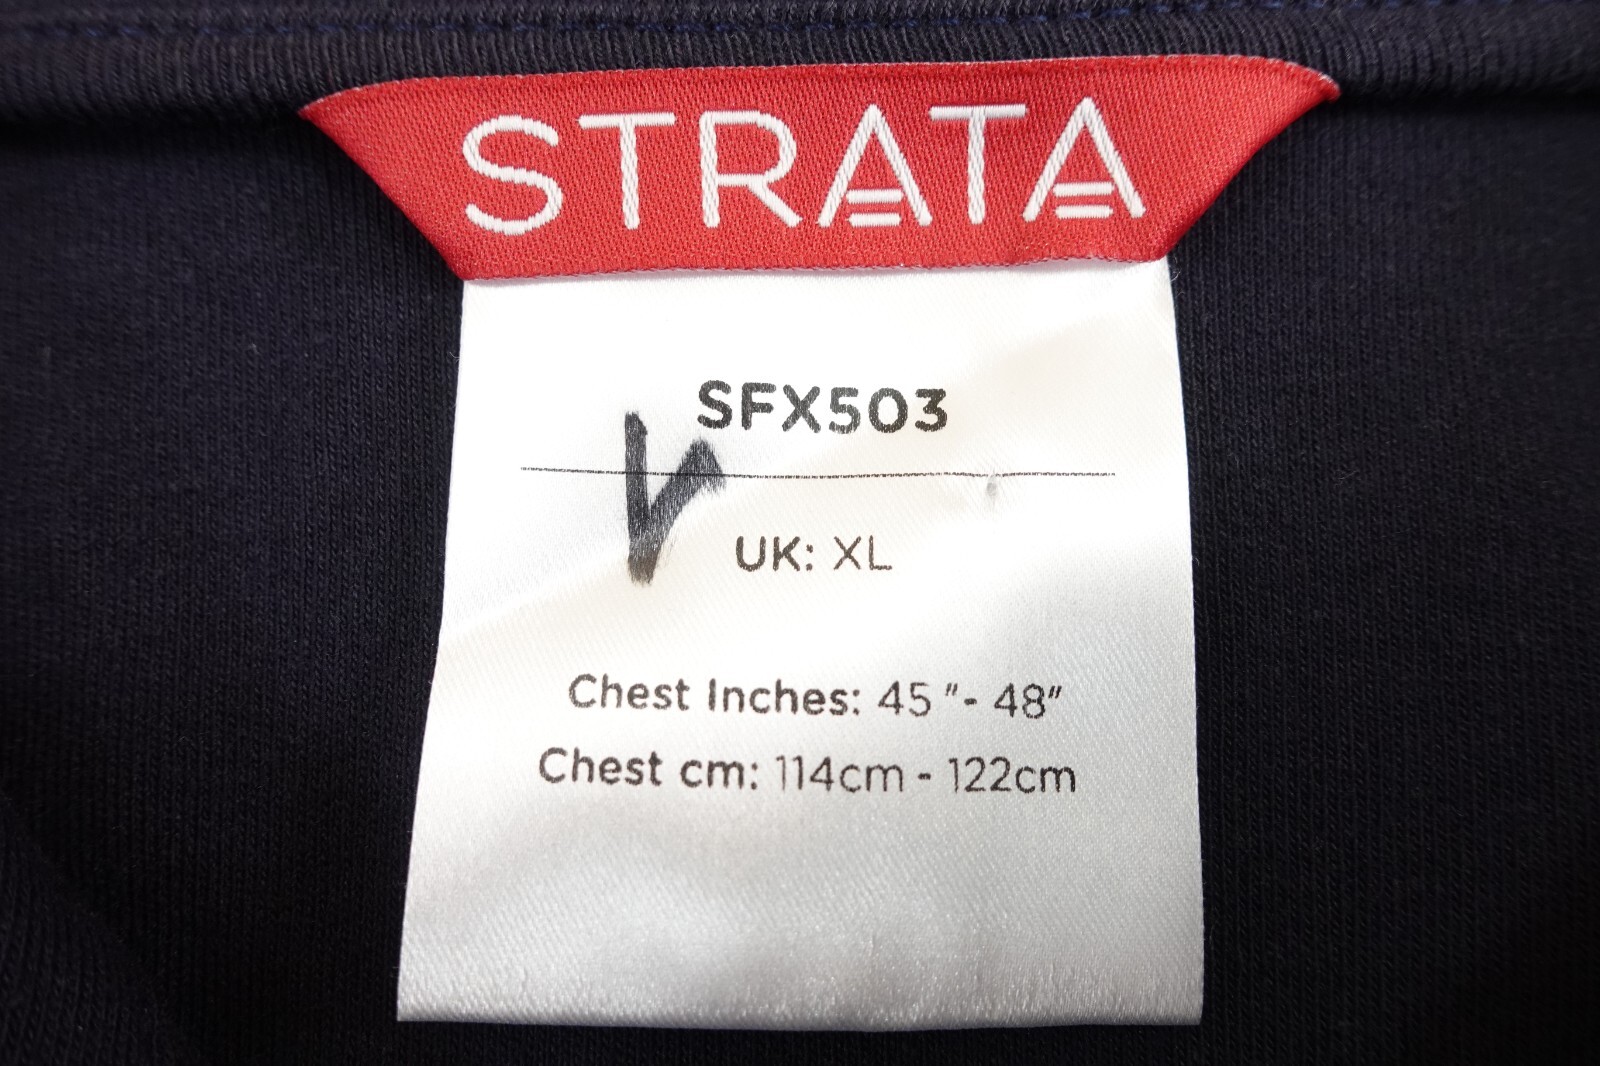 STRATA
SFX503
UK: XL
Chest Inches: 45 "- 48"
Chest cm: 114cm - 122cm